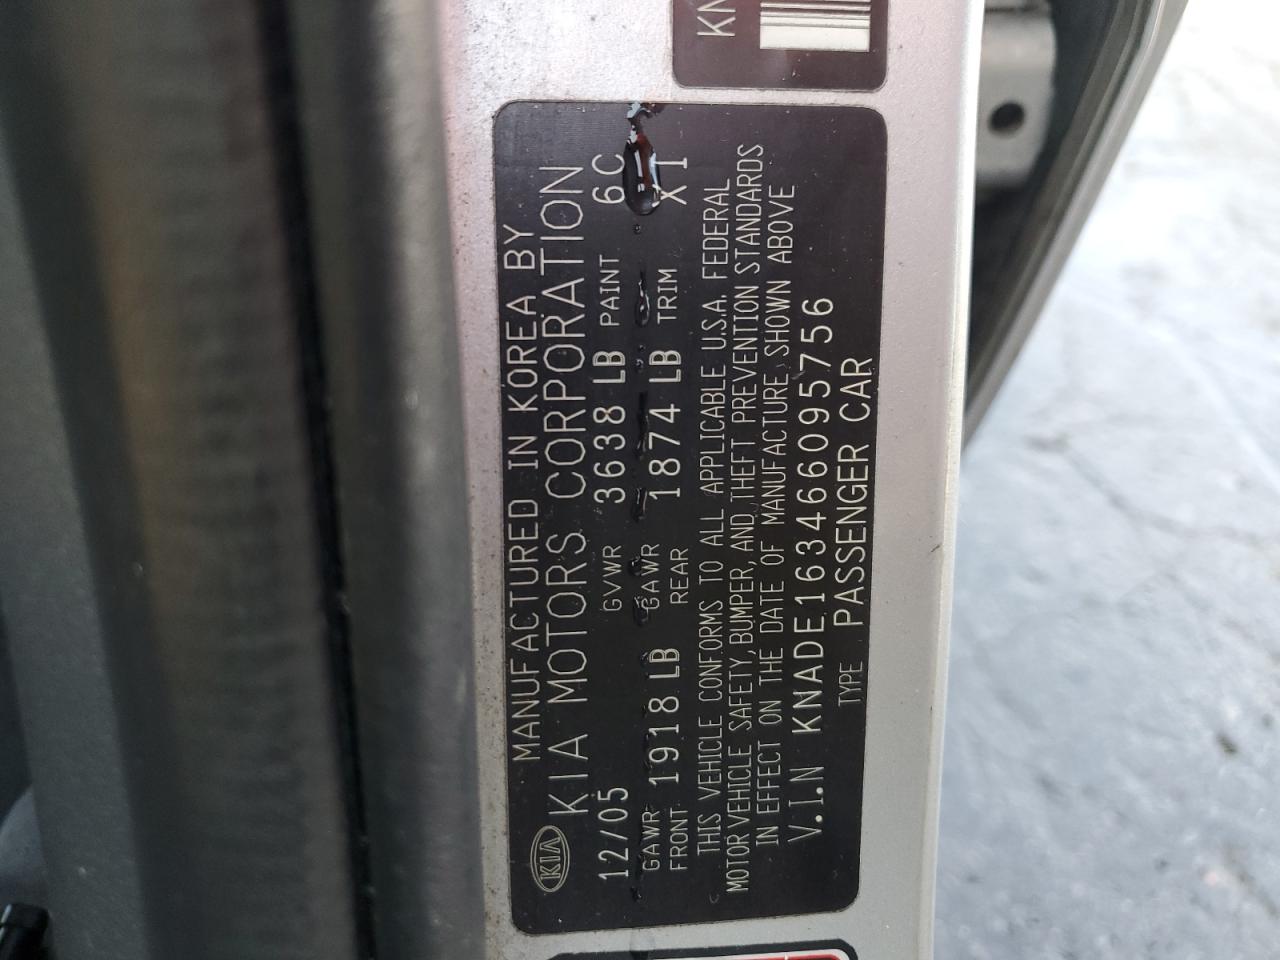 KN
MANUFACTURED IN KOREA BY
KIA KIA MOTORS CORPORATION
12/05 GVWR 3638 LB PAINT 6C
GAWR FRONT 1918 LB GAWR REAR 1874 LB TRIM XI
THIS VEHICLE CONFORMS TO ALL APPLICABLE U.S.A. FEDERAL
MOTOR VEHICLE SAFETY, BUMPER, AND THEFT PREVENTION STANDARDS
IN EFFECT ON THE DATE OF MANUFACTURE SHOWN ABOVE
V.I.N KNADE163466095756
TYPE PASSENGER CAR